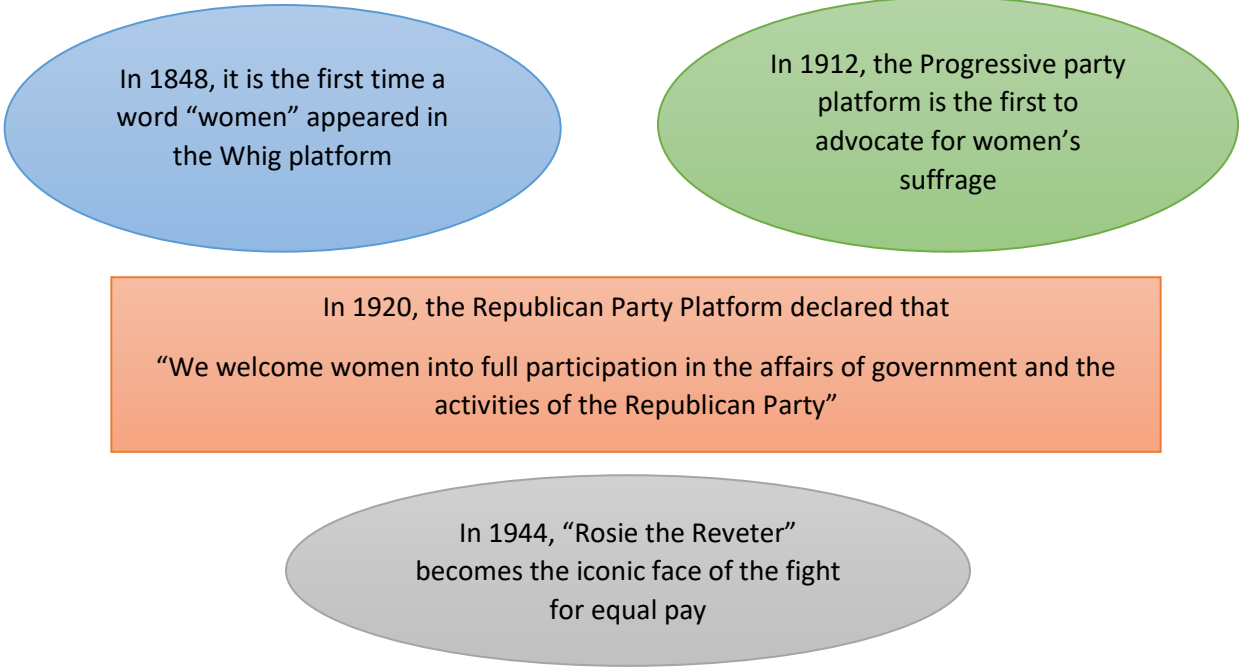 In 1848, it is the first time a
word “women” appeared in
the Whig platform
In 1912, the Progressive party
platform is the first to
advocate for women’s
suffrage
In 1920, the Republican Party Platform declared that
“We welcome women into full participation in the affairs of government and the
activities of the Republican Party”
In 1944, “Rosie the Reveter”
becomes the iconic face of the fight
for equal pay